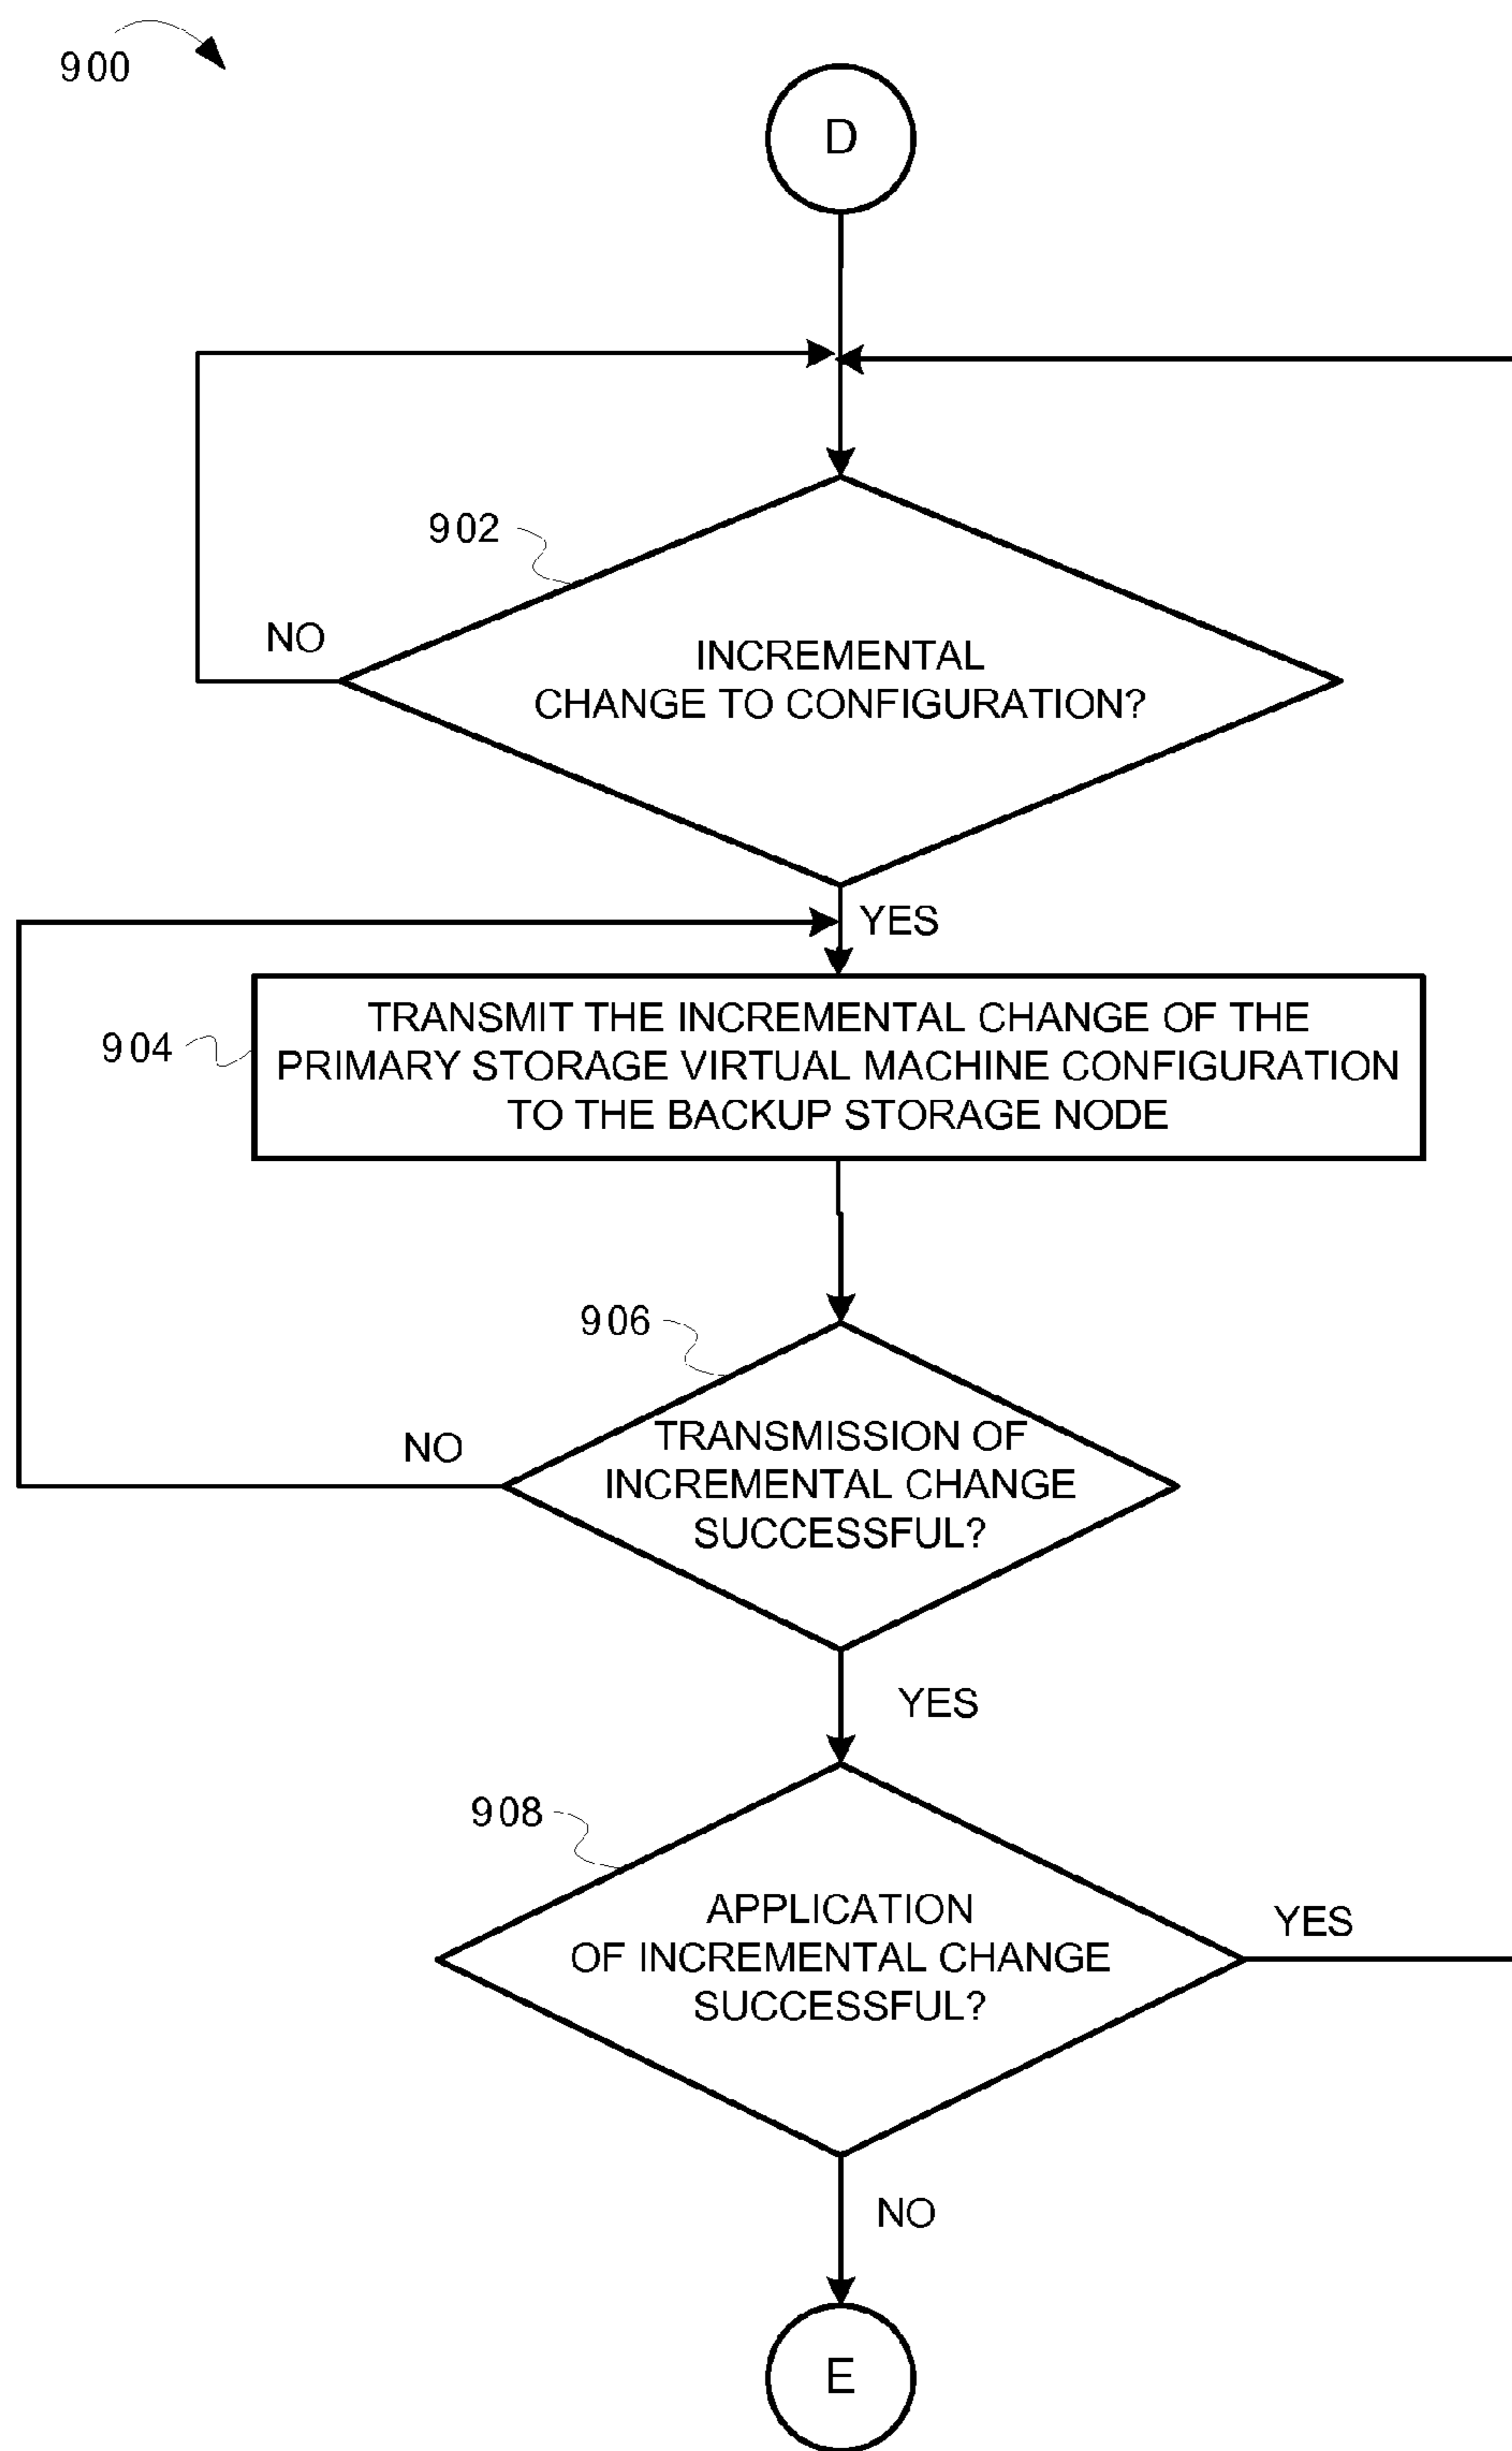 900
D
902
NO
INCREMENTAL
CHANGE TO CONFIGURATION?
YES
904
TRANSMIT THE INCREMENTAL CHANGE OF THE
PRIMARY STORAGE VIRTUAL MACHINE CONFIGURATION
TO THE BACKUP STORAGE NODE
906
NO
TRANSMISSION OF
INCREMENTAL CHANGE
SUCCESSFUL?
YES
908
APPLICATION
OF INCREMENTAL CHANGE
SUCCESSFUL?
YES
NO
E